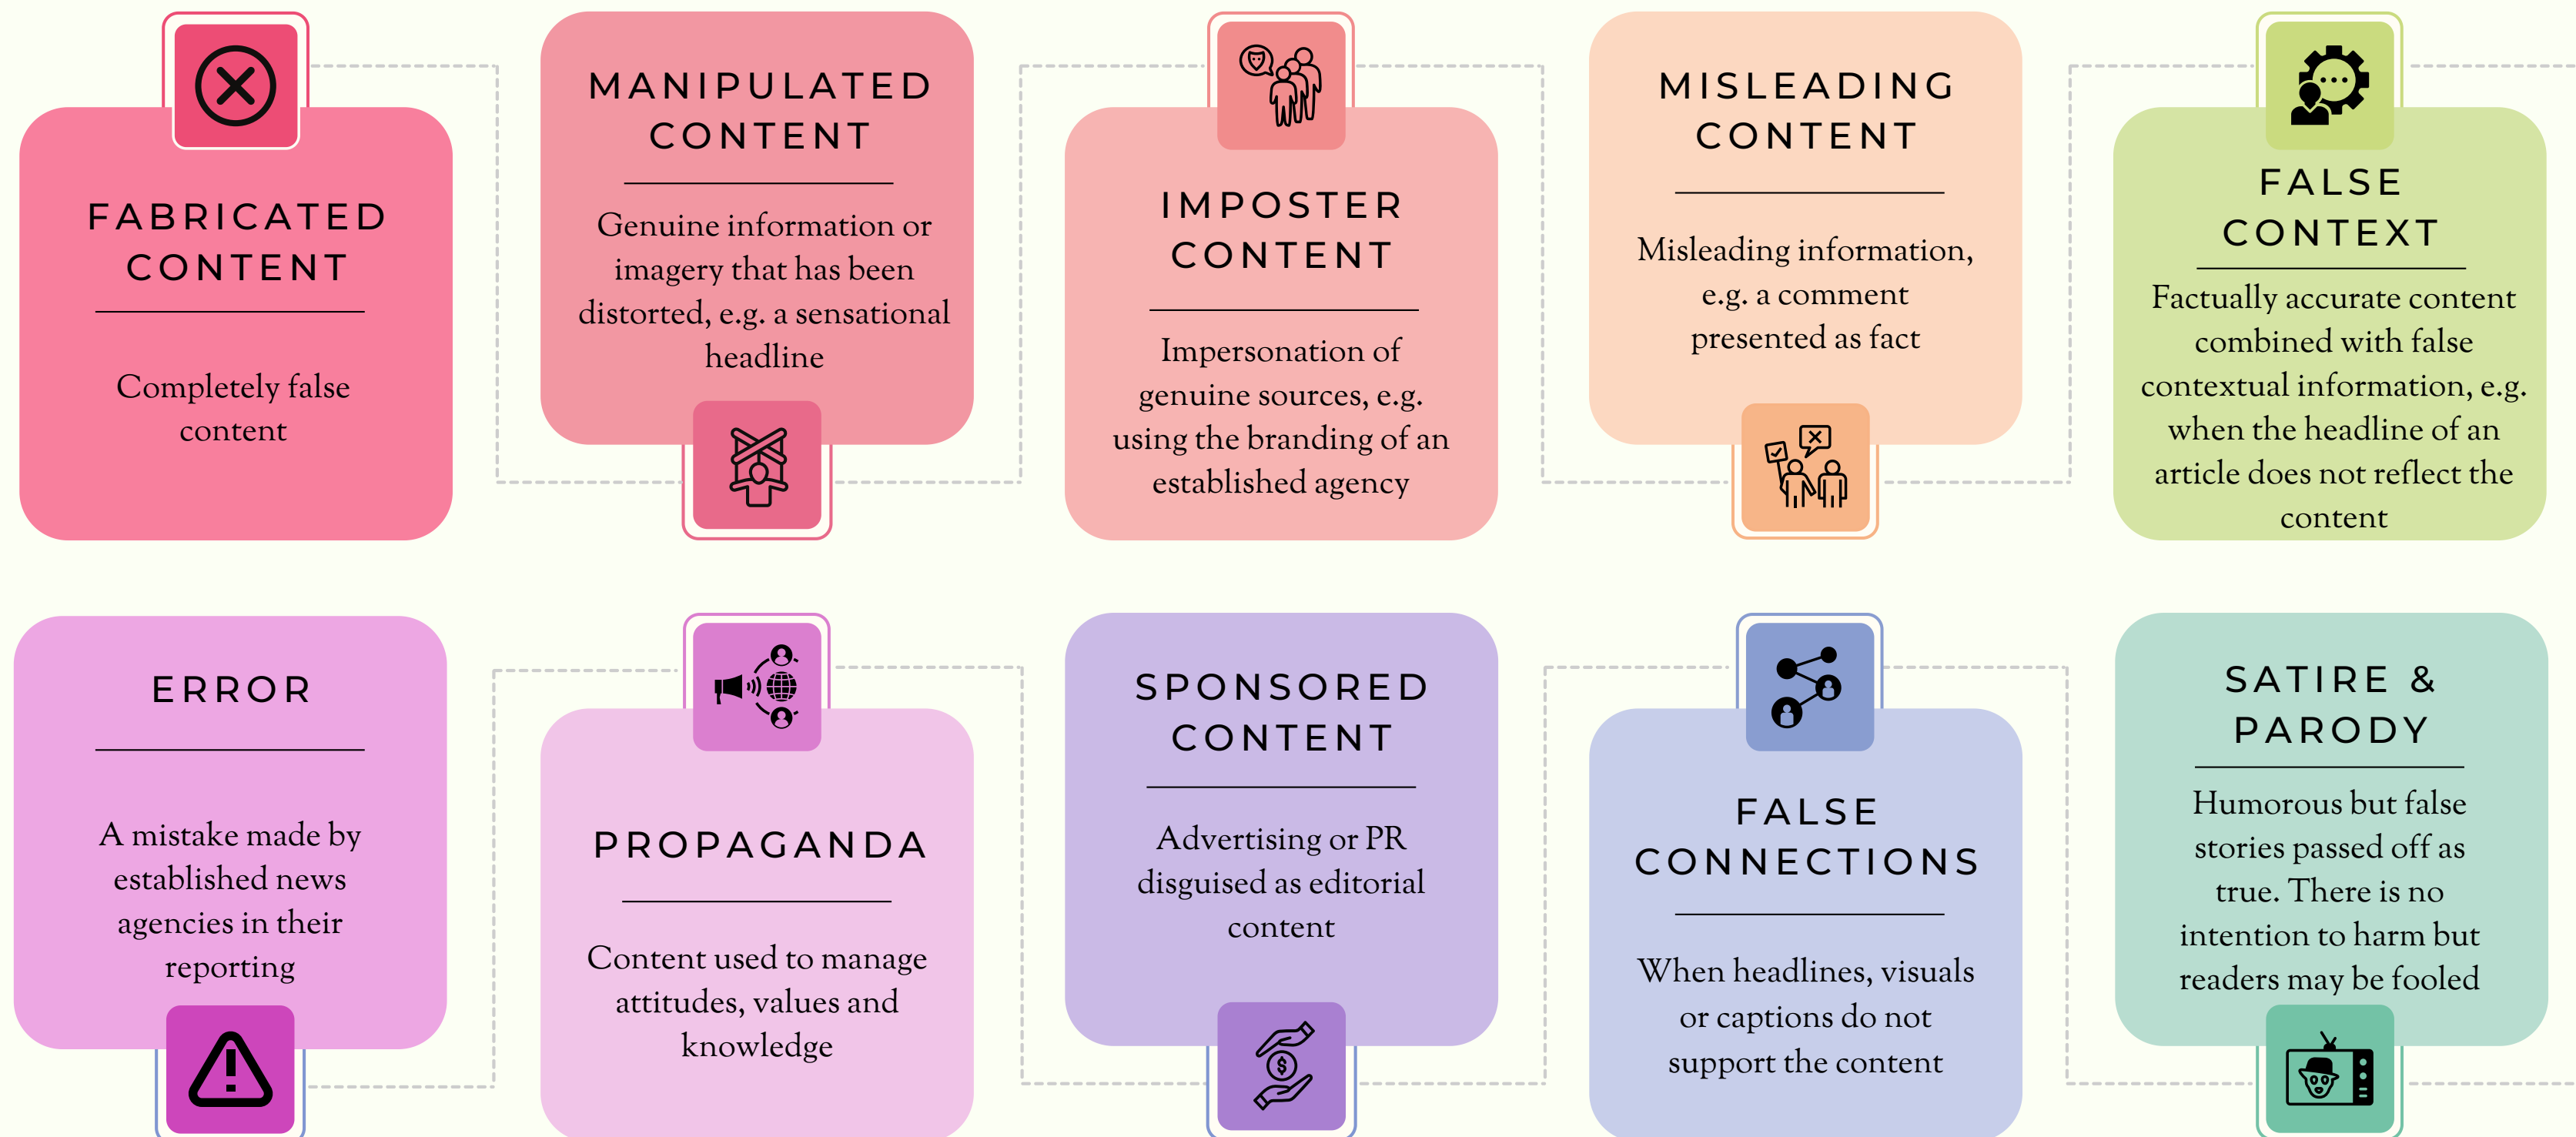 FABRICATED
CONTENT
Completely false
content
MANIPULATED
CONTENT
Genuine information or
imagery that has been
distorted, e.g. a sensational
headline
IMPOSTER
CONTENT
Impersonation of
genuine sources, e.g.
using the branding of an
established agency
MISLEADING
CONTENT
Misleading information,
e.g. a comment
presented as fact
FALSE
CONTEXT
Factually accurate content
combined with false
contextual information, e.g.
when the headline of an
article does not reflect the
content
ERROR
A mistake made by
established news
agencies in their
reporting
PROPAGANDA
Content used to manage
attitudes, values and
knowledge
SPONSORED
CONTENT
Advertising or PR
disguised as editorial
content
FALSE
CONNECTIONS
When headlines, visuals
or captions do not
support the content
SATIRE &
PARODY
Humorous but false
stories passed off as
true. There is no
intention to harm but
readers may be fooled